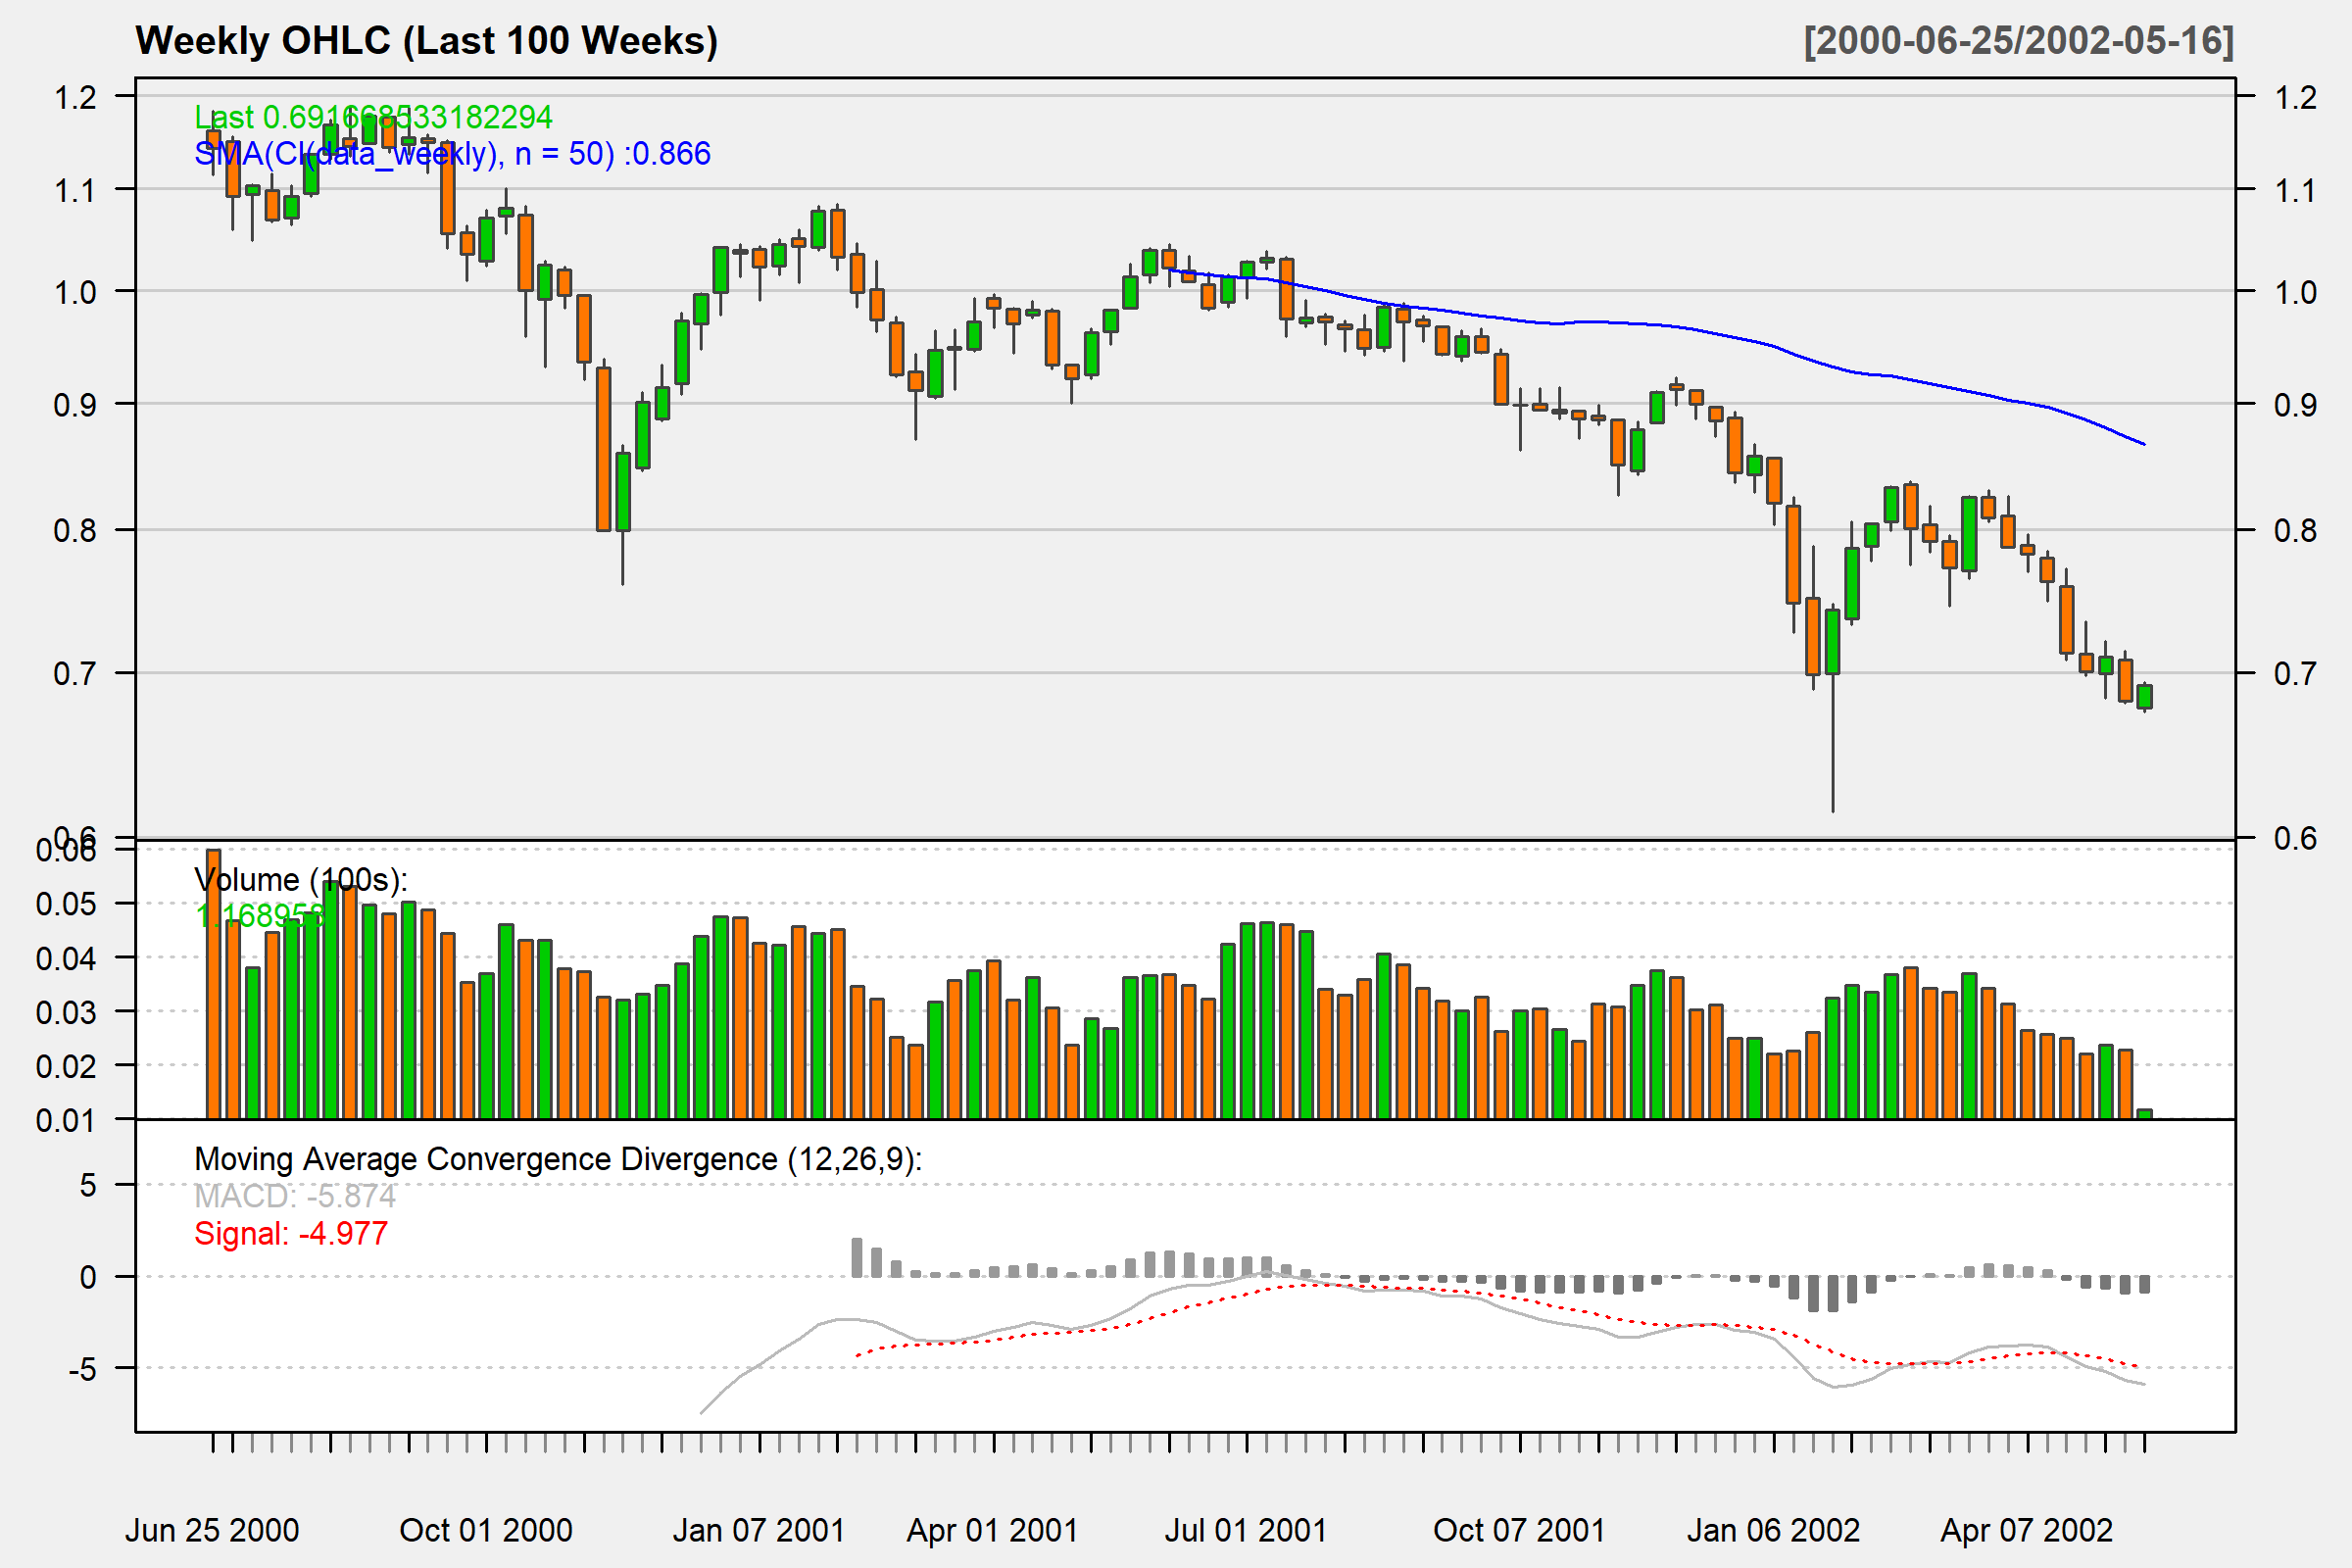 Weekly OHLC (Last 100 Weeks) [2000-06-25/2002-05-16]
Last 0.691668533182294
SMA(Cl(data_weekly), n = 50) :0.866
1.2 1.2
1.1 1.1
1.0 1.0
0.9 0.9
0.8 0.8
0.7 0.7
0.6 0.6
Volume (100s):
1.168958
0.06
0.05
0.04
0.03
0.02
0.01
Moving Average Convergence Divergence (12,26,9):
MACD: -5.874
Signal: -4.977
5
0
-5
Jun 25 2000 Oct 01 2000 Jan 07 2001 Apr 01 2001 Jul 01 2001 Oct 07 2001 Jan 06 2002 Apr 07 2002